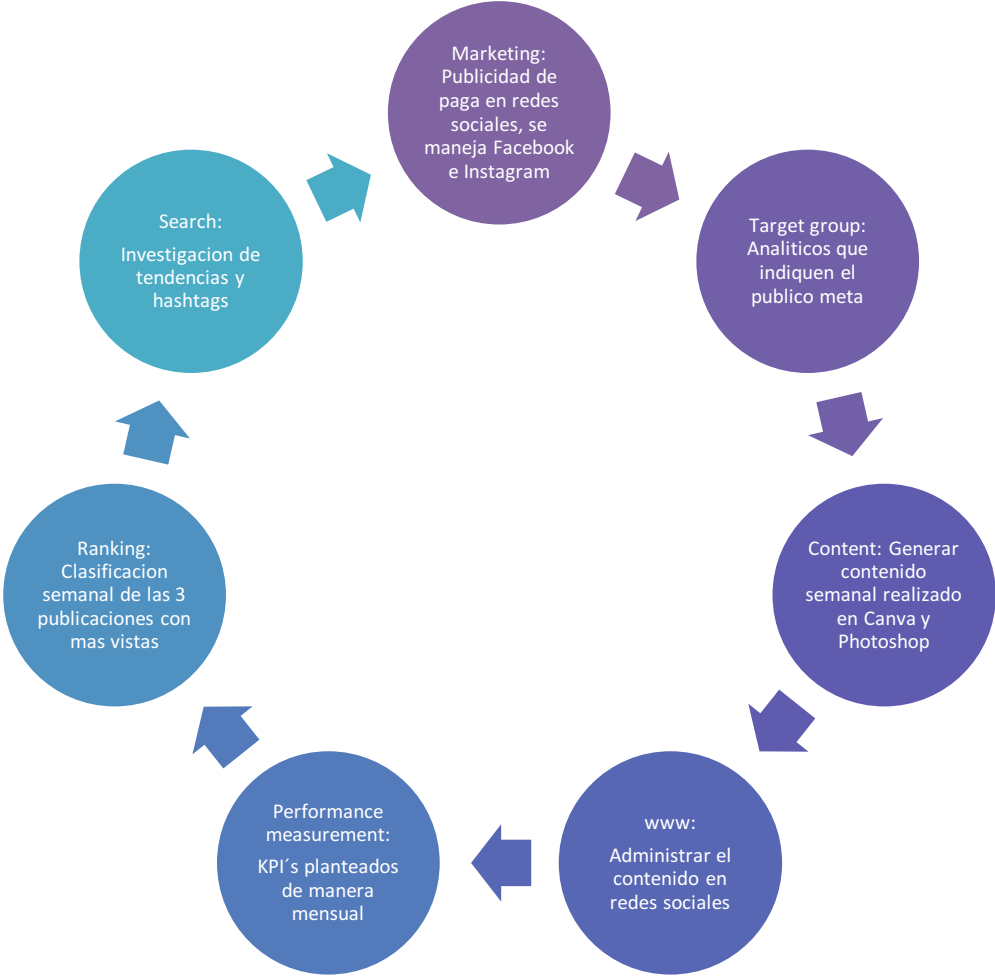 Marketing:
Publicidad de
paga en redes
sociales, se
maneja Facebook
e Instagram
Target group:
Analiticos que
indiquen el
publico meta
Content: Generar
contenido
semanal realizado
en Canva y
Photoshop
www:
Administrar el
contenido en
redes sociales
Performance
measurement:
KPI´s planteados
de manera
mensual
Ranking:
Clasificacion
semanal de las 3
publicaciones con
mas vistas
Search:
Investigacion de
tendencias y
hashtags